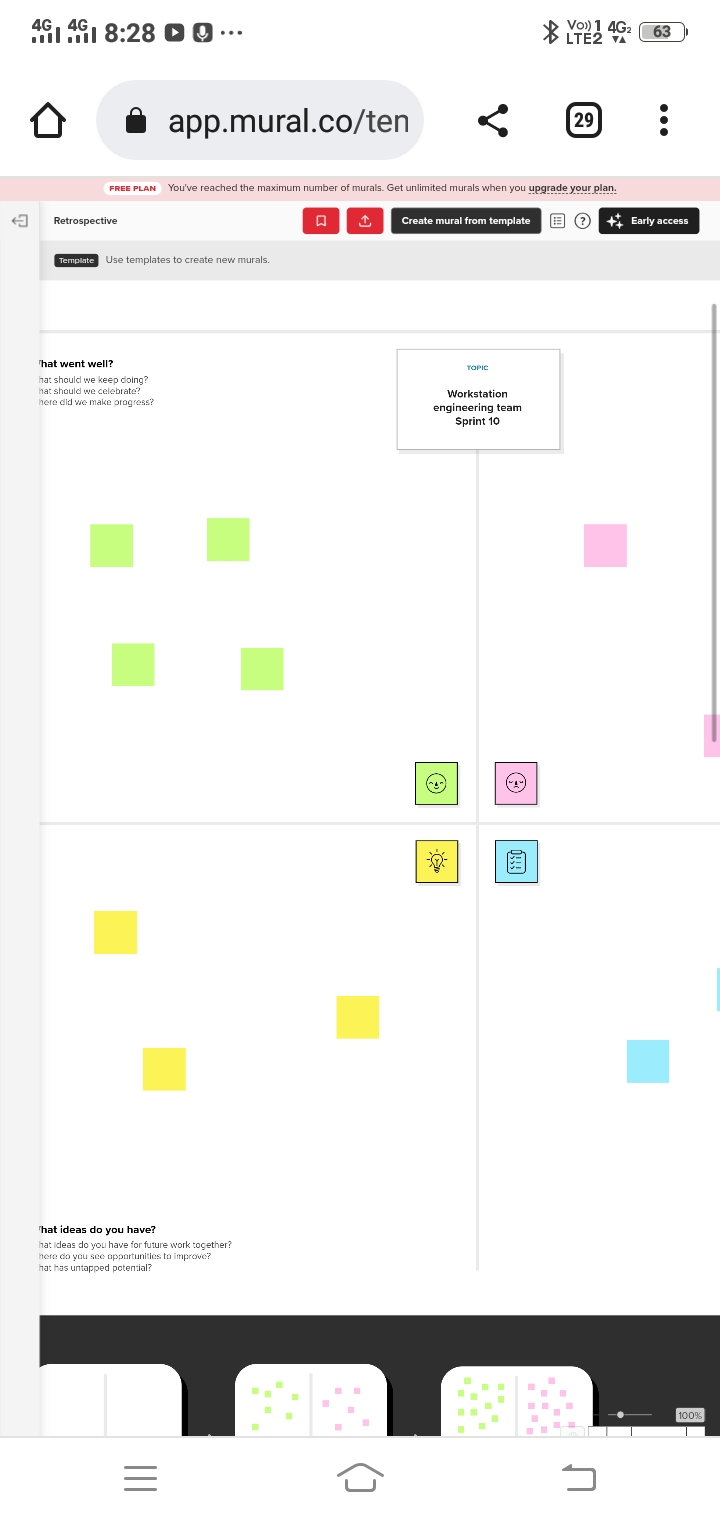 4G 4G 8:28 ... Vo)) 1 LTE2 4G2 63
app.mural.co/ten
29
FREE PLAN You've reached the maximum number of murals. Get unlimited murals when you upgrade your plan.
Retrospective
Create mural from template
? Early access
Template Use templates to create new murals.
hat went well?
hat should we keep doing?
hat should we celebrate?
here did we make progress?
TOPIC
Workstation
engineering team
Sprint 10
hat ideas do you have?
hat ideas do you have for future work together?
here do you see opportunities to improve?
hat has untapped potential?
100%